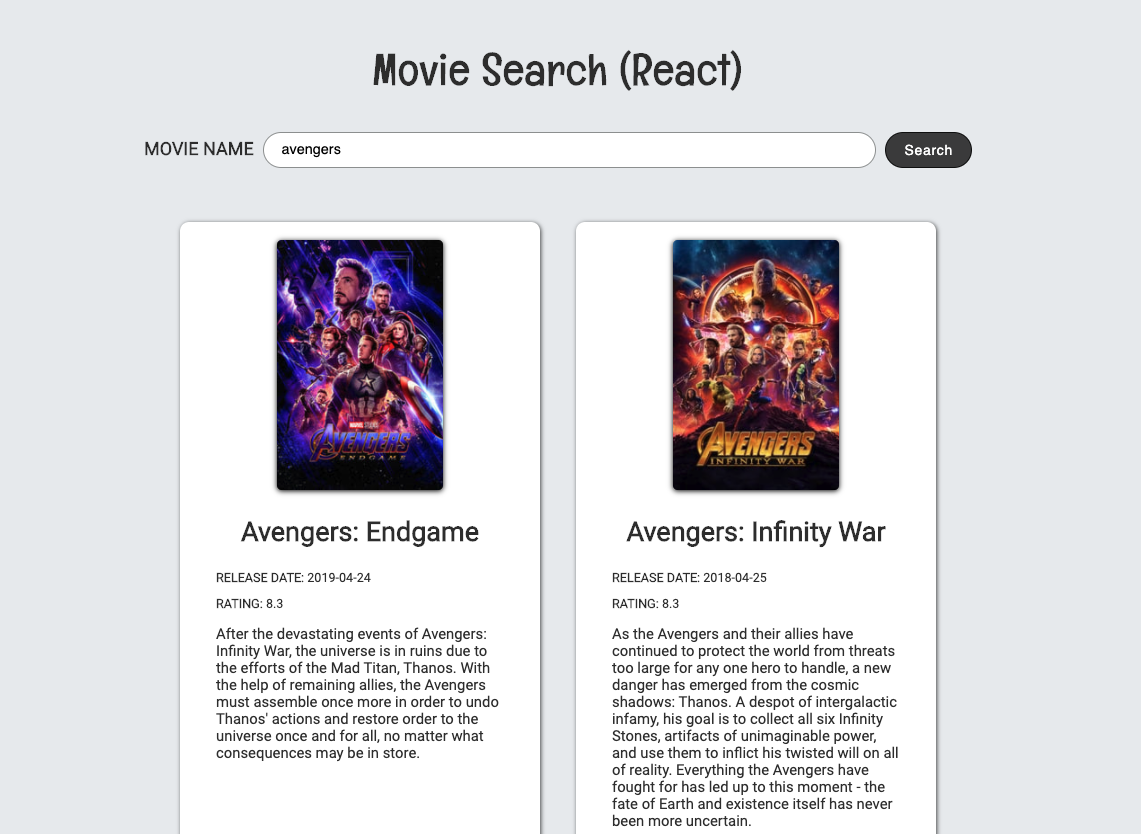 Movie Search (React)
MOVIE NAME avengers Search
MARVEL STUDIOS
AVENGERS
ENDGAME
AVENGERS
INFINITY WAR
Avengers: Endgame
RELEASE DATE: 2019-04-24
RATING: 8.3
After the devastating events of Avengers:
Infinity War, the universe is in ruins due to
the efforts of the Mad Titan, Thanos. With
the help of remaining allies, the Avengers
must assemble once more in order to undo
Thanos' actions and restore order to the
universe once and for all, no matter what
consequences may be in store.
Avengers: Infinity War
RELEASE DATE: 2018-04-25
RATING: 8.3
As the Avengers and their allies have
continued to protect the world from threats
too large for any one hero to handle, a new
danger has emerged from the cosmic
shadows: Thanos. A despot of intergalactic
infamy, his goal is to collect all six Infinity
Stones, artifacts of unimaginable power,
and use them to inflict his twisted will on all
of reality. Everything the Avengers have
fought for has led up to this moment - the
fate of Earth and existence itself has never
been more uncertain.